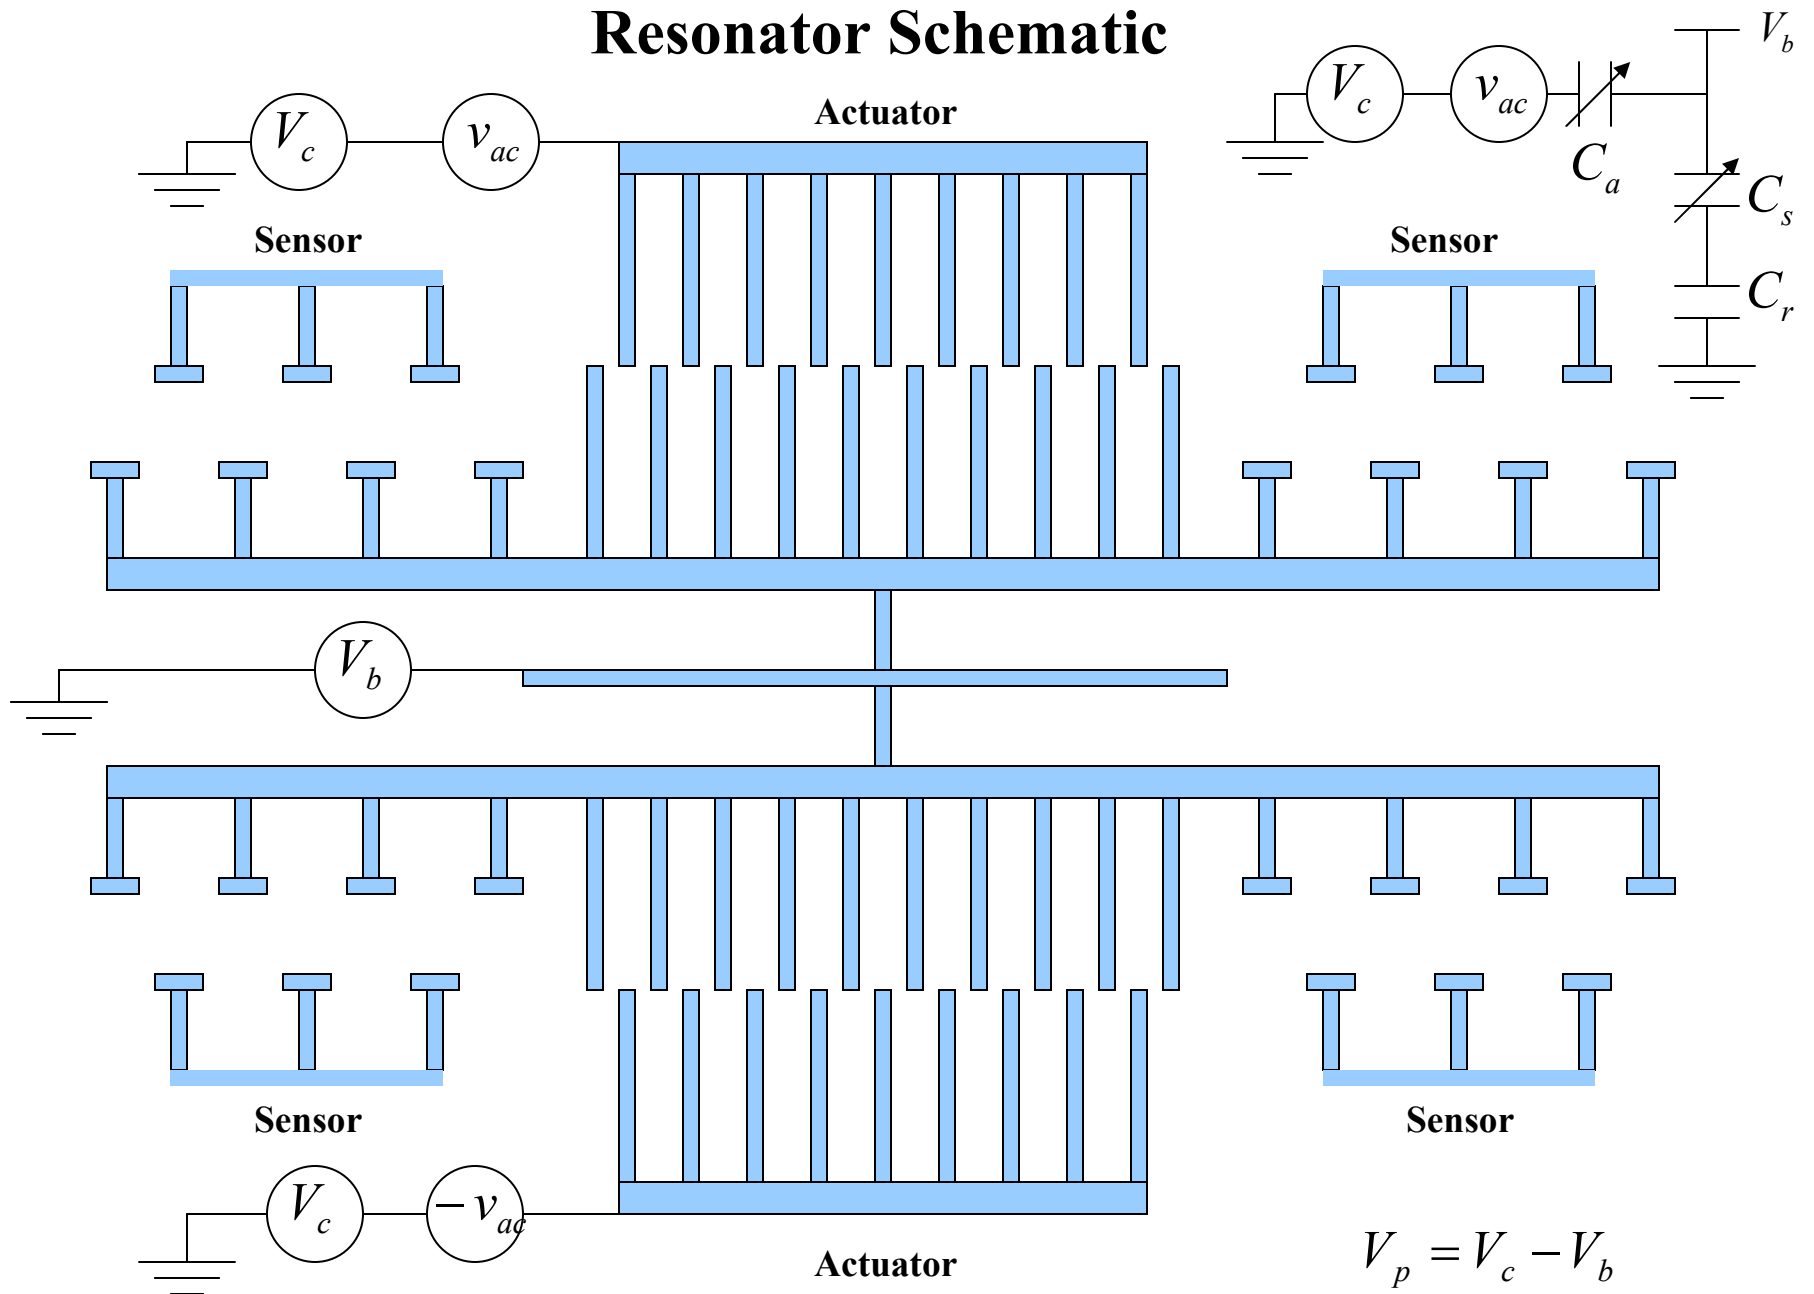 Resonator Schematic
V_b
V_c
v_ac
Actuator
V_c
v_ac
C_a
C_s
Sensor
Sensor
C_r
V_b
Sensor
Sensor
V_c
−v_ac
Actuator
V_p = V_c − V_b